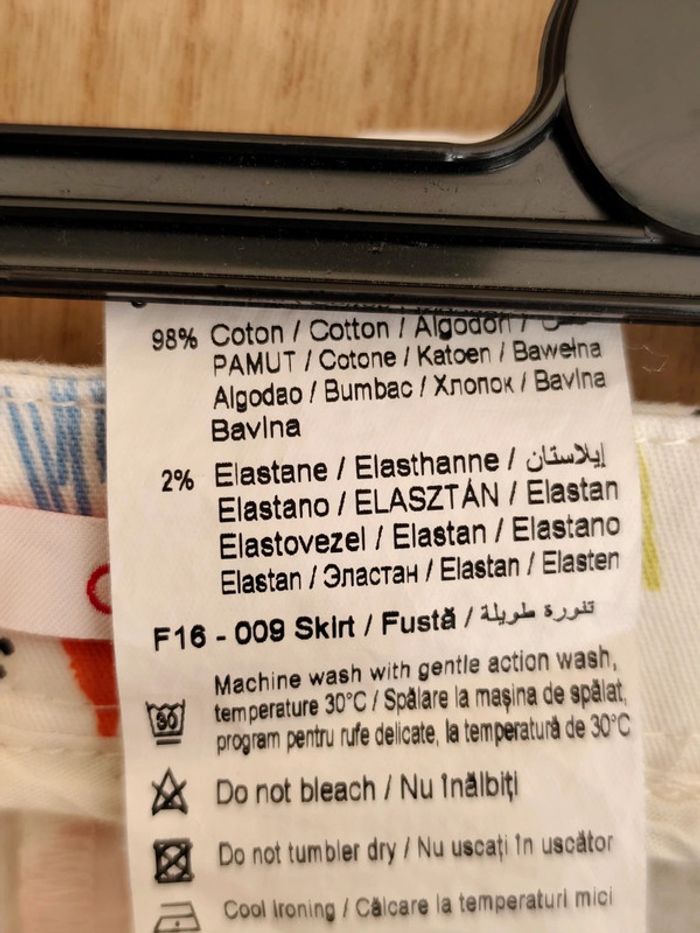 98% Coton / Cotton / Algodon /
PAMUT / Cotone / Katoen / Bawełna
Algodao / Bumbac / Хлопок / Bavlna
Bavlna
2% Elastane / Elasthanne / إيلاستان
Elastano / ELASZTÁN / Elastan
Elastovezel / Elastan / Elastano
Elastan / Эластан / Elastan / Elasten
F16 - 009 Skirt / Fustă / تنورة طويلة
Machine wash with gentle action wash,
temperature 30°C / Spălare la mașina de spălat,
program pentru rufe delicate, la temperatură de 30°C
30
Do not bleach / Nu înălbiți
Do not tumbler dry / Nu uscați în uscător
Cool Ironing / Călcare la temperaturi mici